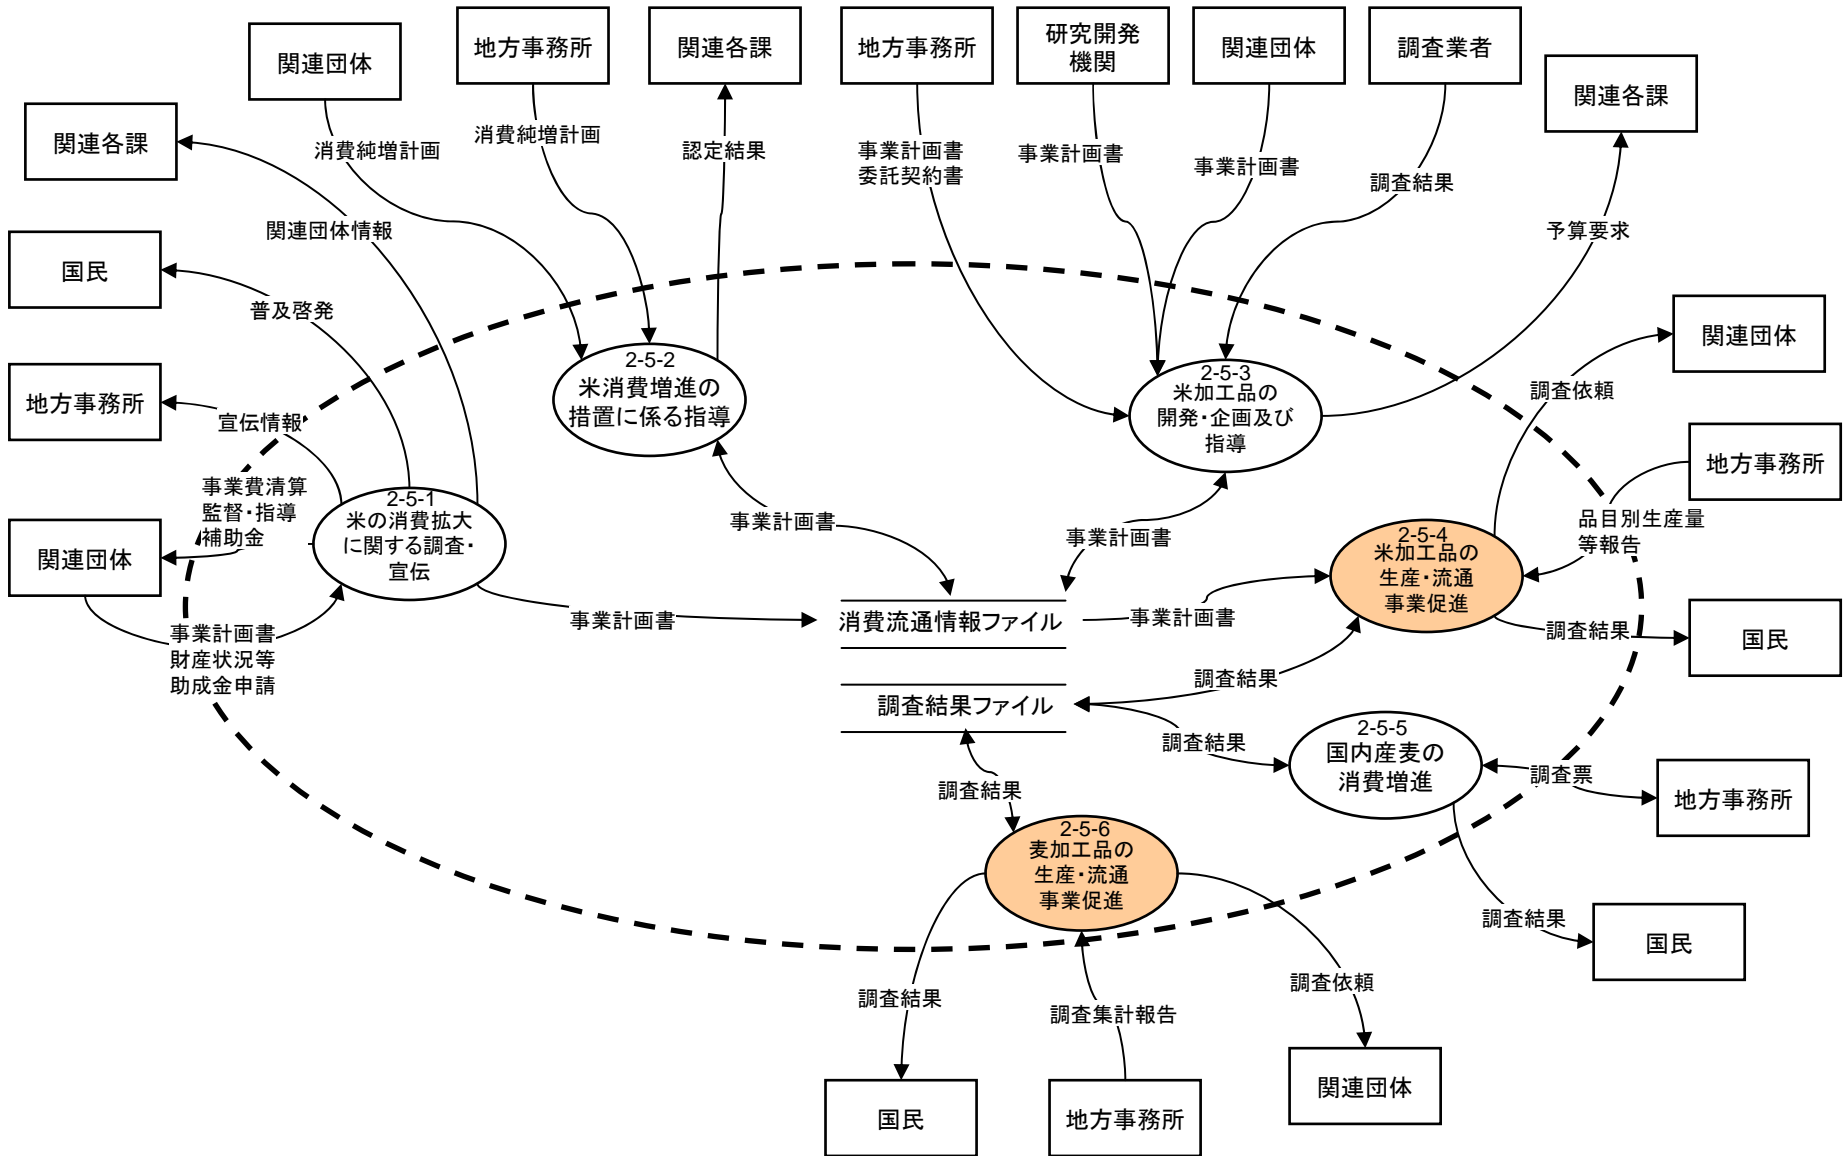 関連団体
地方事務所
関連各課
地方事務所
研究開発
機関
関連団体
調査業者
関連各課
関連各課
消費純増計画
消費純増計画
認定結果
事業計画書
委託契約書
事業計画書
事業計画書
調査結果
予算要求
関連団体情報
国民
普及啓発
関連団体
調査依頼
地方事務所
宣伝情報
2-5-2
米消費増進の
措置に係る指導
2-5-3
米加工品の
開発・企画及び
指導
地方事務所
品目別生産量
等報告
事業費清算
監督・指導
補助金
関連団体
2-5-1
米の消費拡大
に関する調査・
宣伝
事業計画書
事業計画書
2-5-4
米加工品の
生産・流通
事業促進
事業計画書
財産状況等
助成金申請
事業計画書
消費流通情報ファイル
事業計画書
調査結果
国民
調査結果
調査結果ファイル
調査結果
2-5-5
国内産麦の
消費増進
調査票
地方事務所
調査結果
2-5-6
麦加工品の
生産・流通
事業促進
調査結果
国民
調査結果
調査集計報告
調査依頼
国民
地方事務所
関連団体